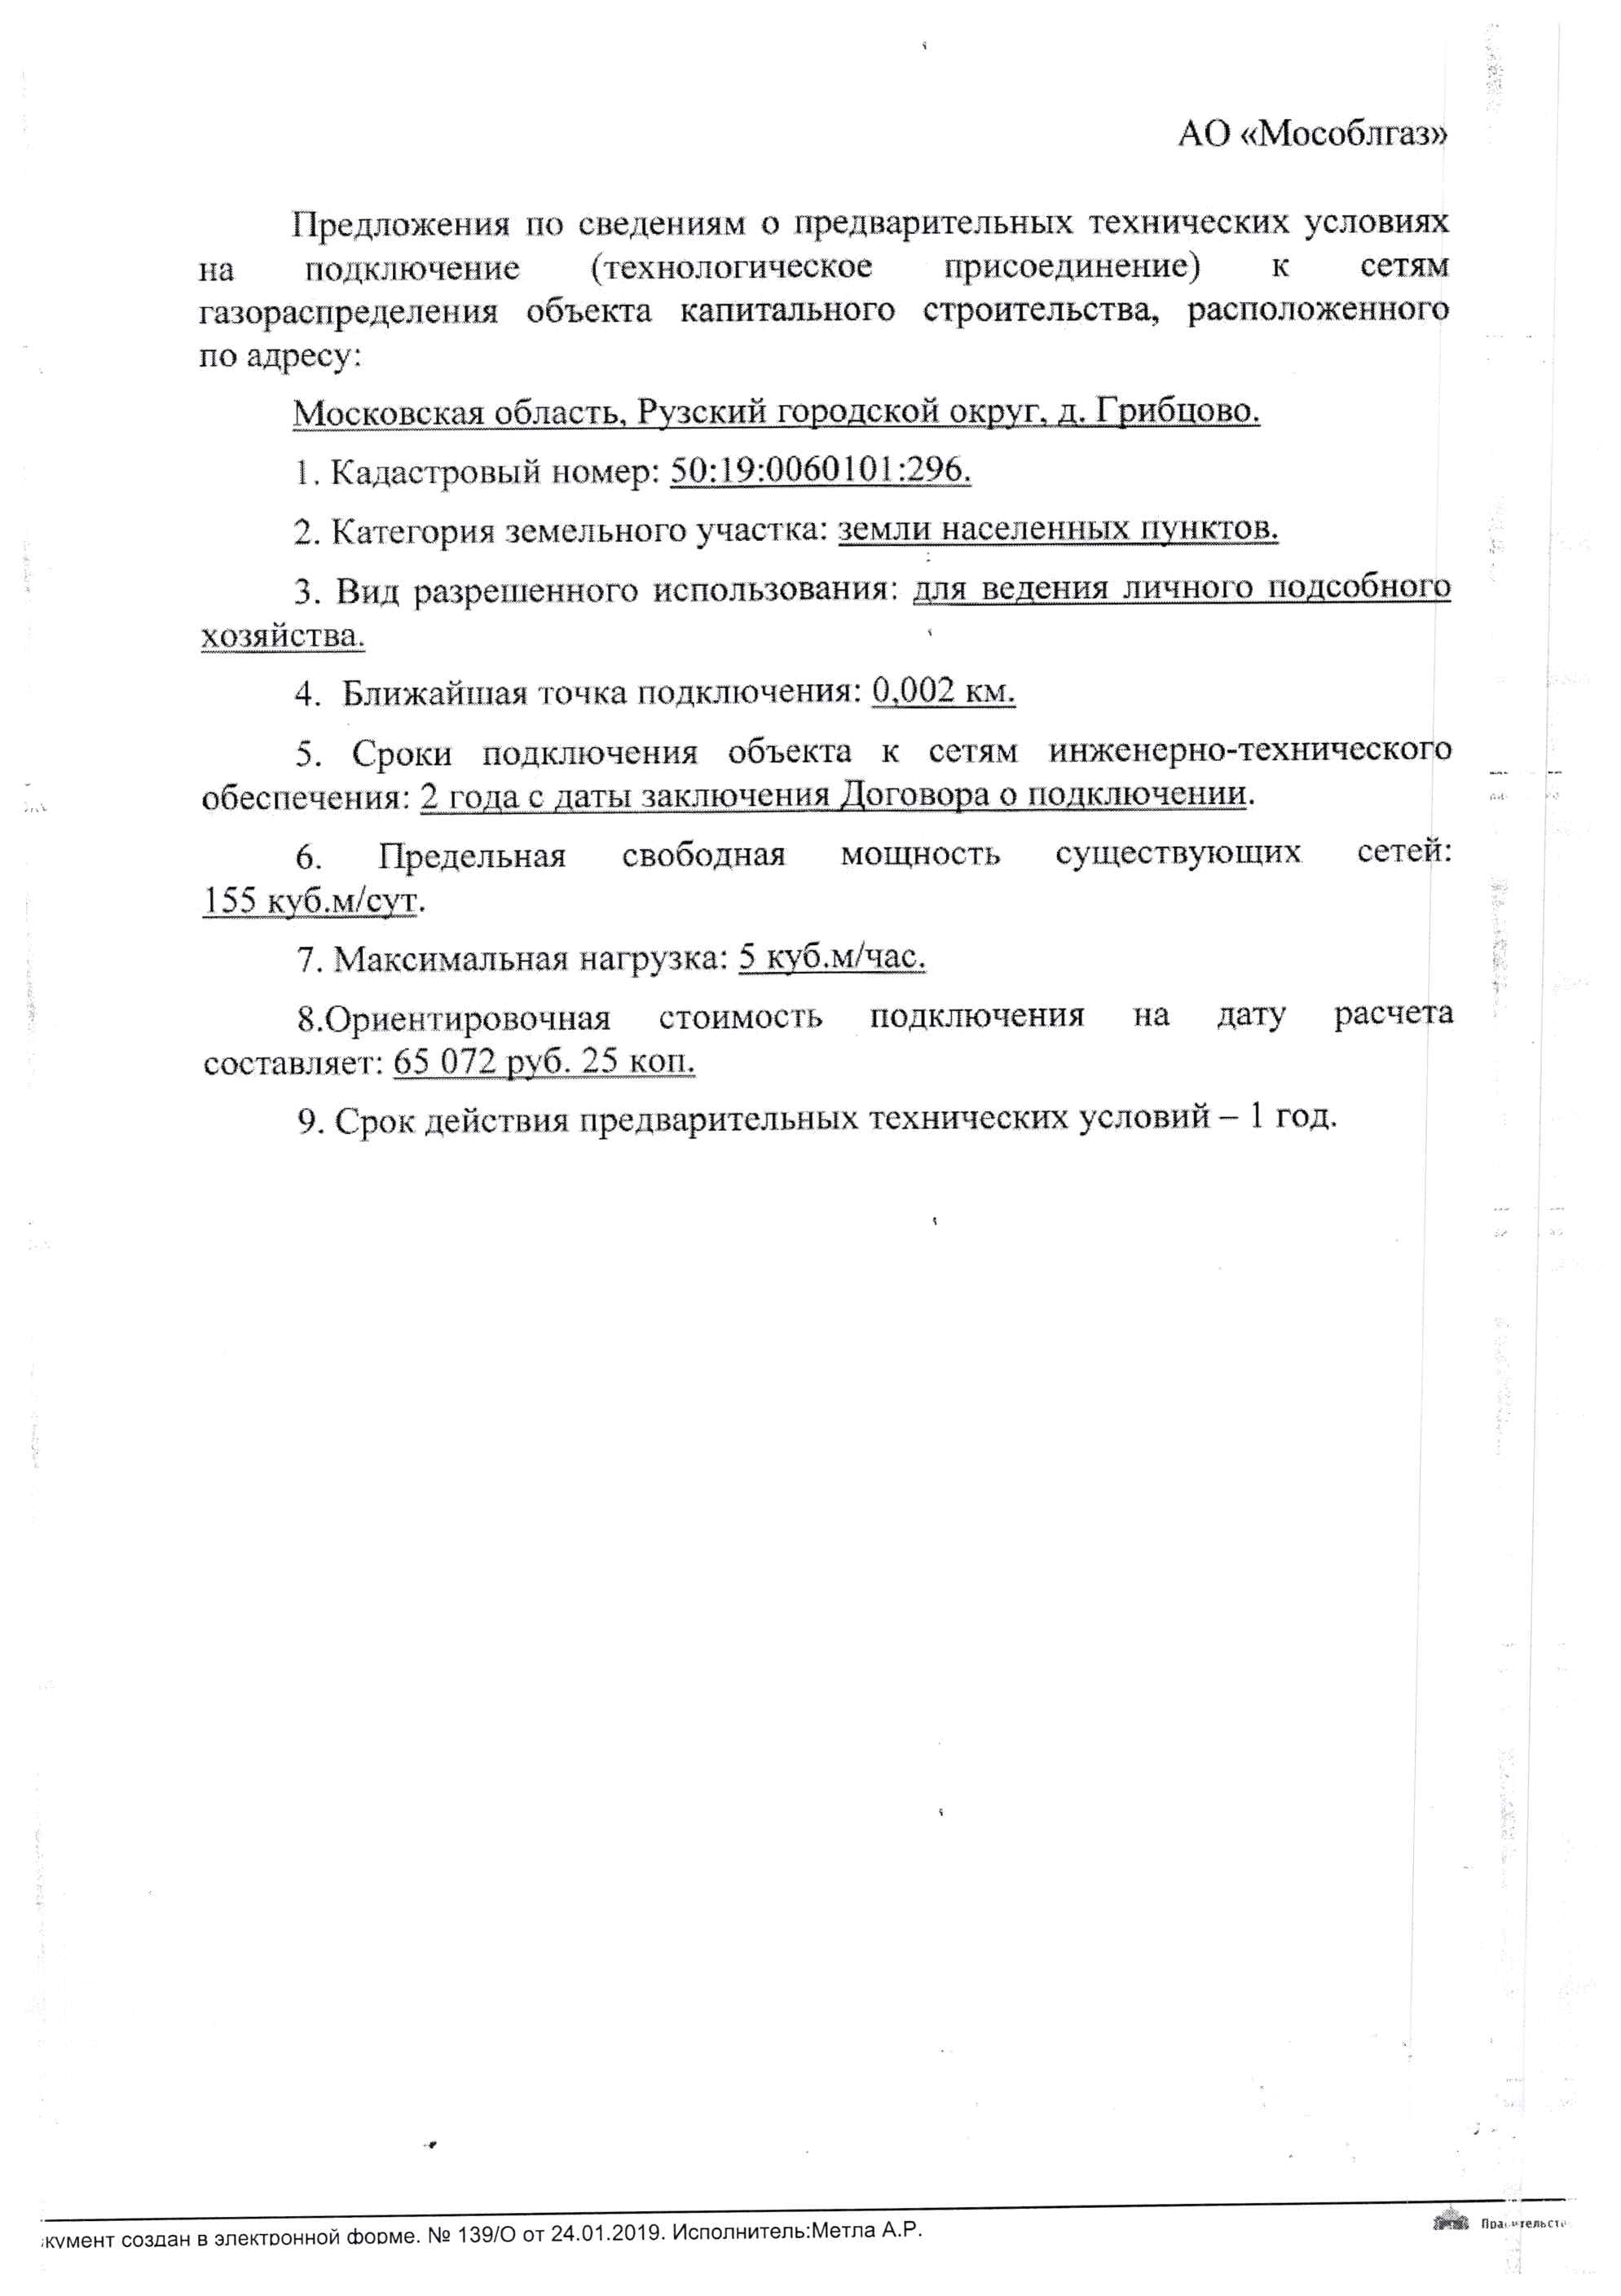 АО «Мособлгаз»
Предложения по сведениям о предварительных технических условиях
на подключение (технологическое присоединение) к сетям
газораспределения объекта капитального строительства, расположенного
по адресу:
Московская область, Рузский городской округ, д. Грибцово.
1. Кадастровый номер: 50:19:0060101:296.
2. Категория земельного участка: земли населенных пунктов.
3. Вид разрешенного использования: для ведения личного подсобного
хозяйства.
4. Ближайшая точка подключения: 0,002 км.
5. Сроки подключения объекта к сетям инженерно-технического
обеспечения: 2 года с даты заключения Договора о подключении.
6. Предельная свободная мощность существующих сетей:
155 куб.м/сут.
7. Максимальная нагрузка: 5 куб.м/час.
8.Ориентировочная стоимость подключения на дату расчета
составляет: 65 072 руб. 25 коп.
9. Срок действия предварительных технических условий – 1 год.
кумент создан в электронной форме. № 139/О от 24.01.2019. Исполнитель:Метла А.Р.